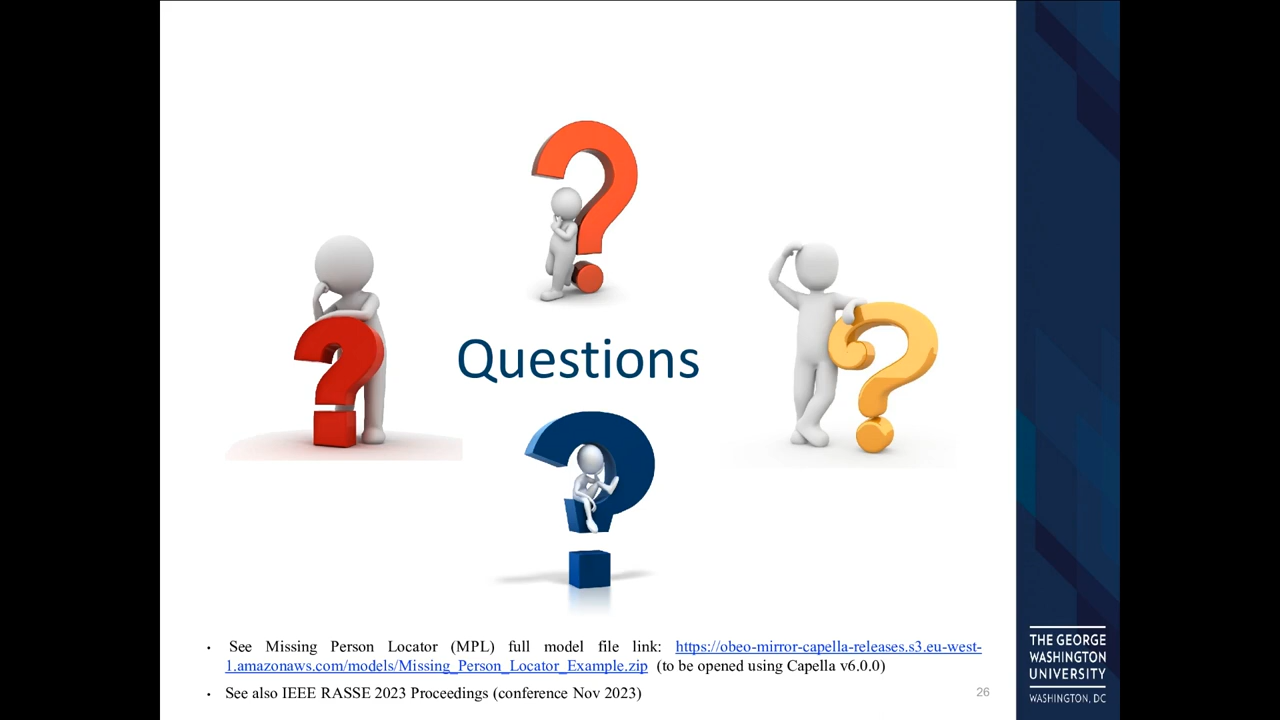 Questions
• See Missing Person Locator (MPL) full model file link: https://obeo-mirror-capella-releases.s3.eu-west-
1.amazonaws.com/models/Missing_Person_Locator_Example.zip (to be opened using Capella v6.0.0)
• See also IEEE RASSE 2023 Proceedings (conference Nov 2023)
26
THE GEORGE
WASHINGTON
UNIVERSITY
WASHINGTON, DC